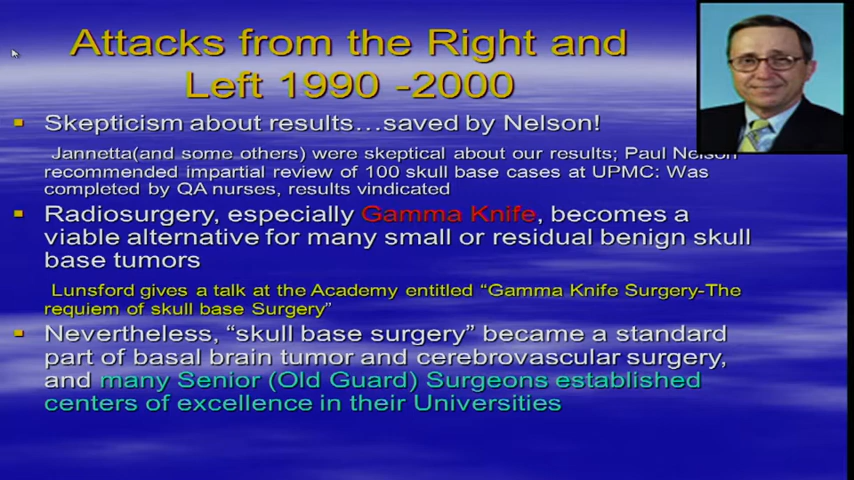 Attacks from the Right and
Left 1990 -2000
Skepticism about results…saved by Nelson!
Jannetta(and some others) were skeptical about our results; Paul Nelson
recommended impartial review of 100 skull base cases at UPMC: Was
completed by QA nurses, results vindicated
Radiosurgery, especially Gamma Knife, becomes a
viable alternative for many small or residual benign skull
base tumors
Lunsford gives a talk at the Academy entitled “Gamma Knife Surgery-The
requiem of skull base Surgery”
Nevertheless, “skull base surgery” became a standard
part of basal brain tumor and cerebrovascular surgery,
and many Senior (Old Guard) Surgeons established
centers of excellence in their Universities